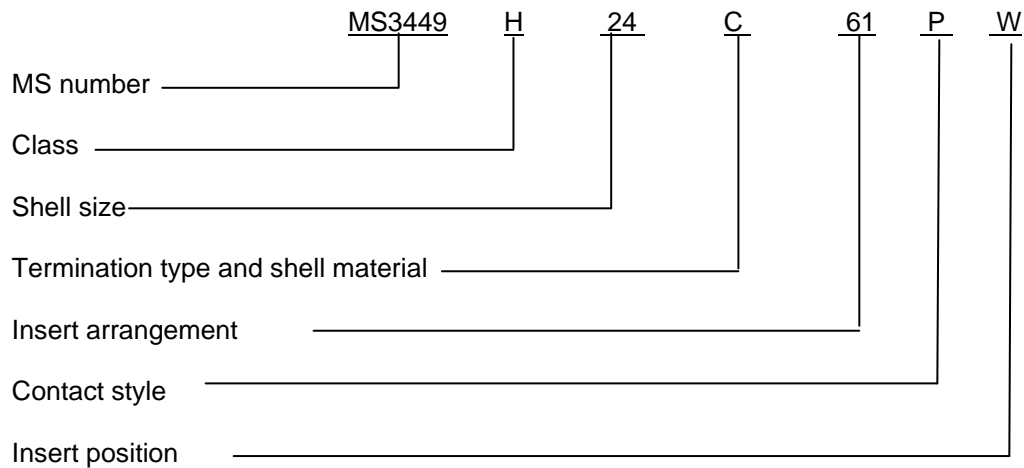 MS3449 H 24 C 61 P W
MS number
Class
Shell size
Termination type and shell material
Insert arrangement
Contact style
Insert position